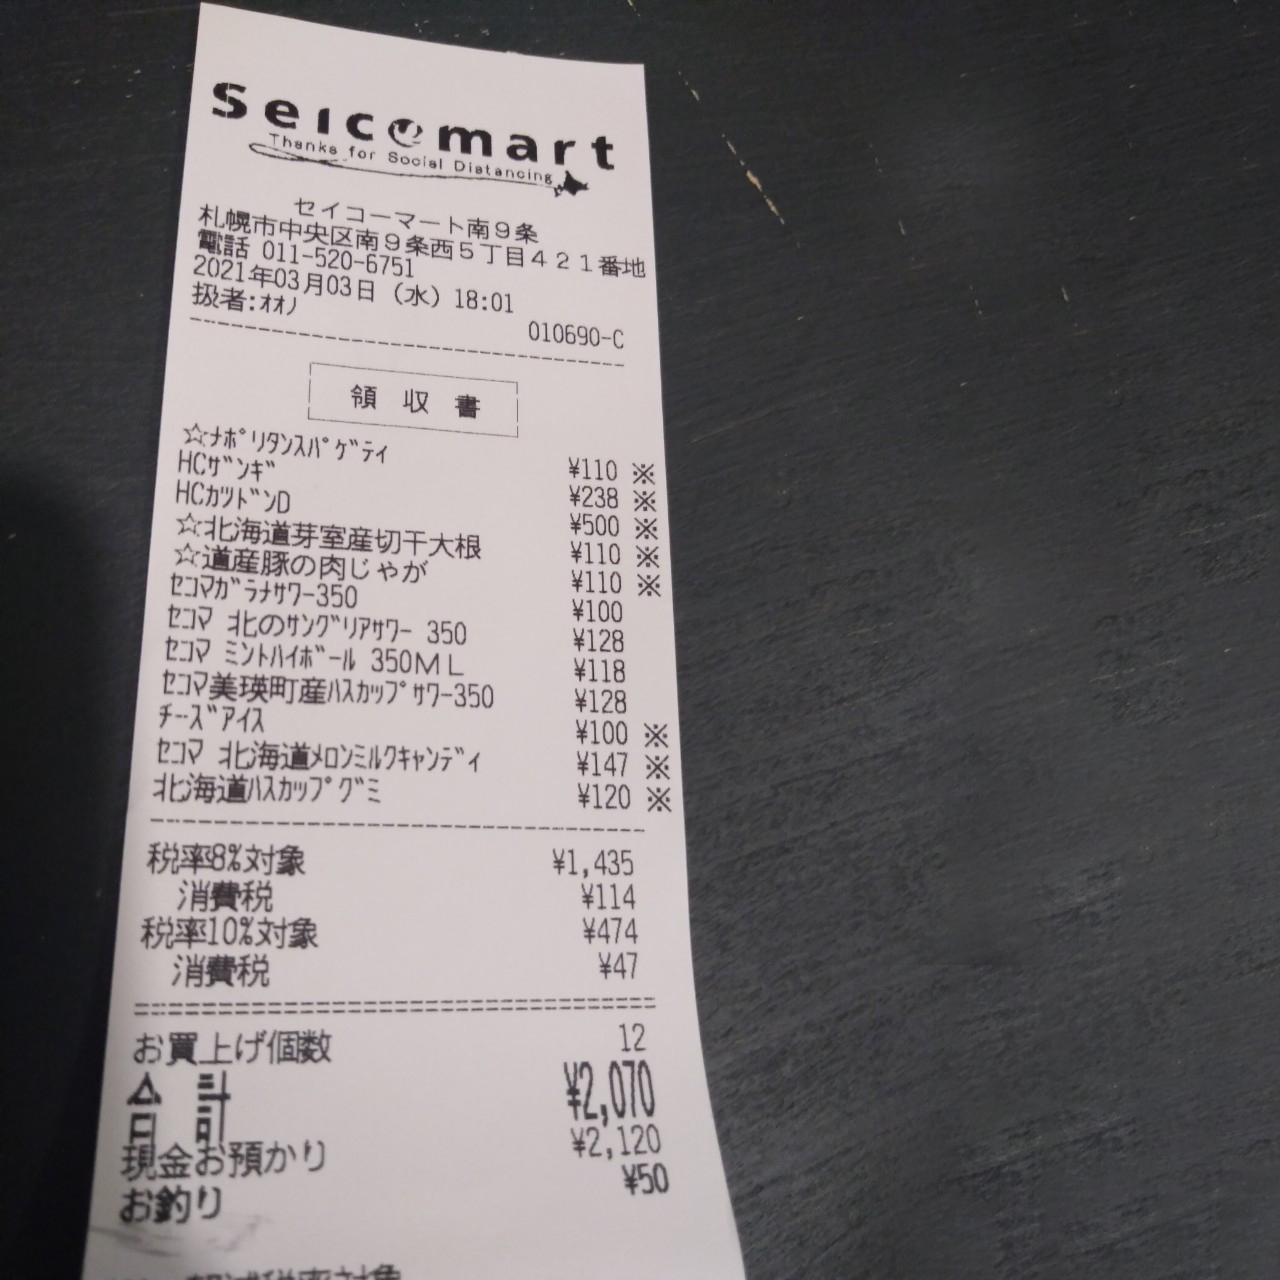 Seicomart
Thanks for Social Distancing
セイコーマート南9条
札幌市中央区南9条西5丁目421番地
電話 011-520-6751
2021年03月03日（水）18:01
扱者:ｵｵﾉ
010690-C
領収書
☆ﾅﾎﾟﾘﾀﾝｽﾊﾟｹﾞﾃｨ ¥110 ※
HCｻﾞﾝｷﾞ ¥238 ※
HCｶﾂﾄﾞﾝD ¥500 ※
☆北海道芽室産切干大根 ¥110 ※
☆道産豚の肉じゃが ¥110 ※
ｾｺﾏｶﾞﾗﾅｻﾜｰ350 ¥100
ｾｺﾏ 北のｻﾝｸﾞﾘｱｻﾜｰ 350 ¥128
ｾｺﾏ ﾐﾝﾄﾊｲﾎﾞｰﾙ 350ML ¥118
ｾｺﾏ美瑛町産ﾊｽｶｯﾌﾟｻﾜｰ350 ¥128
ﾁｰｽﾞｱｲｽ ¥100 ※
ｾｺﾏ 北海道ﾒﾛﾝﾐﾙｸｷｬﾝﾃﾞｨ ¥147 ※
北海道ﾊｽｶｯﾌﾟｸﾞﾐ ¥120 ※
税率8%対象 ¥1,435
消費税 ¥114
税率10%対象 ¥474
消費税 ¥47
お買上げ個数 12
合計 ¥2,070
現金お預かり ¥2,120
お釣り ¥50